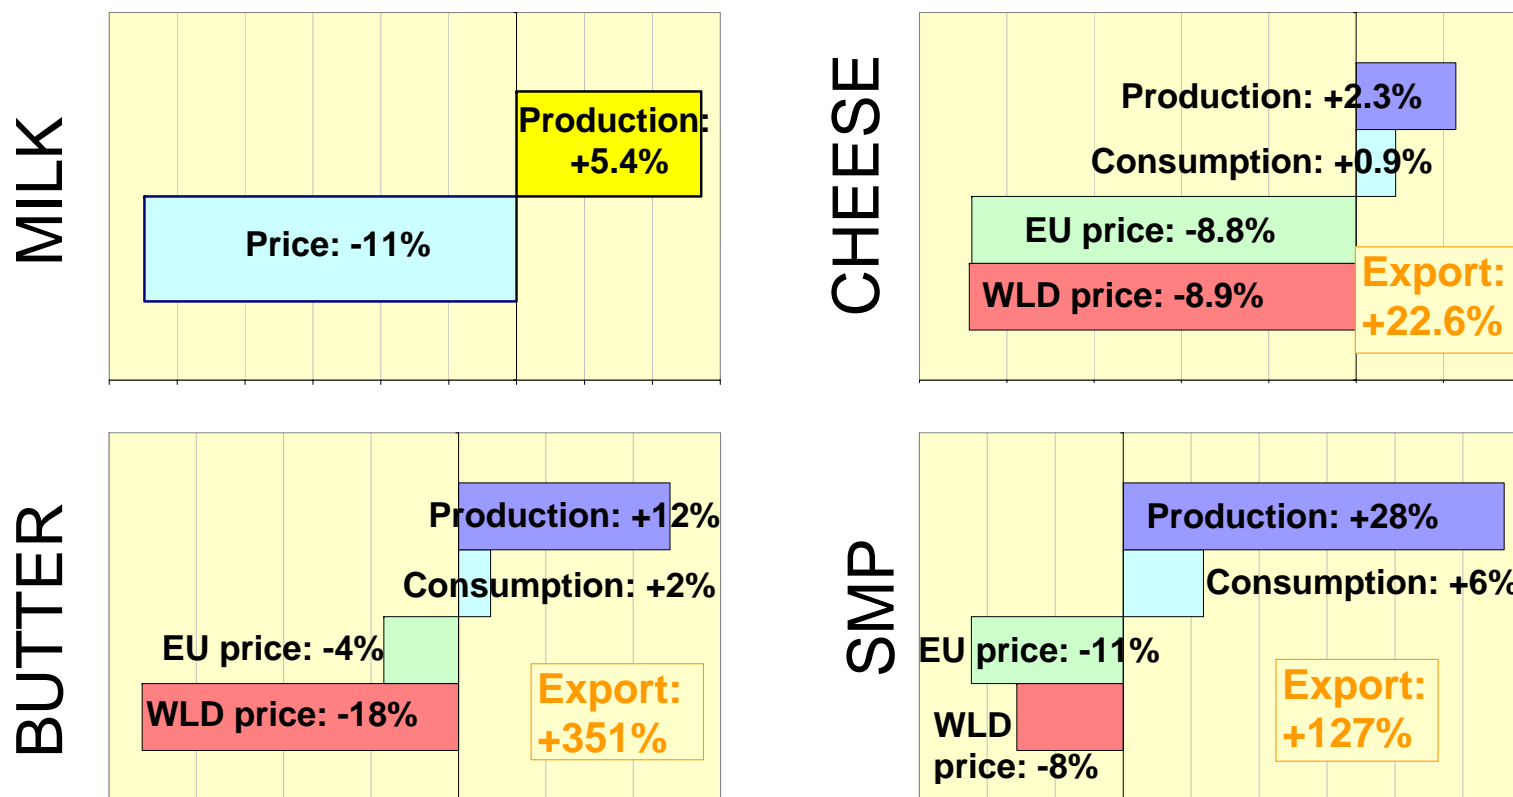 MILK
Production:
+5.4%
Price: -11%
CHEESE
Production: +2.3%
Consumption: +0.9%
EU price: -8.8%
WLD price: -8.9%
Export:
+22.6%
BUTTER
Production: +12%
Consumption: +2%
EU price: -4%
WLD price: -18%
Export:
+351%
SMP
Production: +28%
Consumption: +6%
EU price: -11%
WLD
price: -8%
Export:
+127%